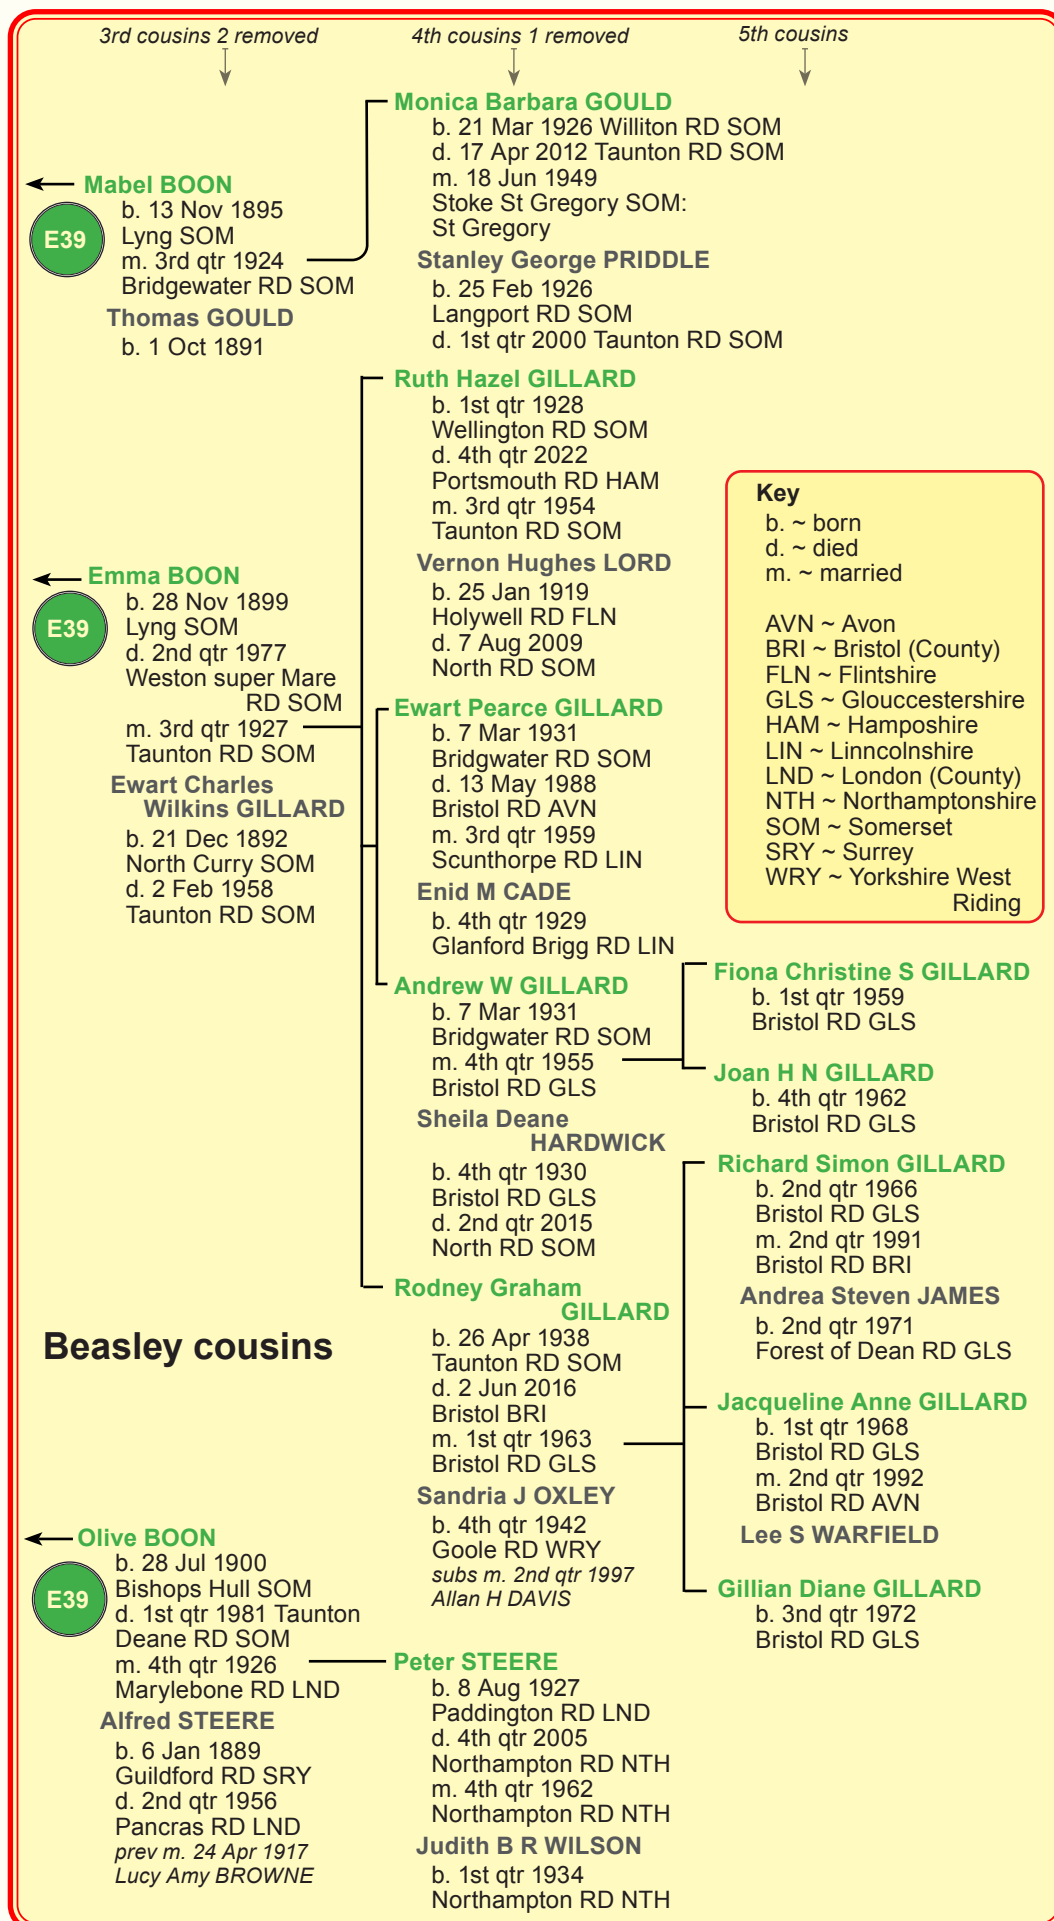 3rd cousins 2 removed
4th cousins 1 removed
5th cousins
Mabel BOON
E39
b. 13 Nov 1895
Lyng SOM
m. 3rd qtr 1924
Bridgewater RD SOM
Thomas GOULD
b. 1 Oct 1891
Emma BOON
E39
b. 28 Nov 1899
Lyng SOM
d. 2nd qtr 1977
Weston super Mare
RD SOM
m. 3rd qtr 1927
Taunton RD SOM
Ewart Charles
Wilkins GILLARD
b. 21 Dec 1892
North Curry SOM
d. 2 Feb 1958
Taunton RD SOM
Beasley cousins
Olive BOON
E39
b. 28 Jul 1900
Bishops Hull SOM
d. 1st qtr 1981 Taunton
Deane RD SOM
m. 4th qtr 1926
Marylebone RD LND
Alfred STEERE
b. 6 Jan 1889
Guildford RD SRY
d. 2nd qtr 1956
Pancras RD LND
prev m. 24 Apr 1917
Lucy Amy BROWNE
Monica Barbara GOULD
b. 21 Mar 1926 Williton RD SOM
d. 17 Apr 2012 Taunton RD SOM
m. 18 Jun 1949
Stoke St Gregory SOM:
St Gregory
Stanley George PRIDDLE
b. 25 Feb 1926
Langport RD SOM
d. 1st qtr 2000 Taunton RD SOM
Ruth Hazel GILLARD
b. 1st qtr 1928
Wellington RD SOM
d. 4th qtr 2022
Portsmouth RD HAM
m. 3rd qtr 1954
Taunton RD SOM
Vernon Hughes LORD
b. 25 Jan 1919
Holywell RD FLN
d. 7 Aug 2009
North RD SOM
Ewart Pearce GILLARD
b. 7 Mar 1931
Bridgwater RD SOM
d. 13 May 1988
Bristol RD AVN
m. 3rd qtr 1959
Scunthorpe RD LIN
Enid M CADE
b. 4th qtr 1929
Glanford Brigg RD LIN
Andrew W GILLARD
b. 7 Mar 1931
Bridgwater RD SOM
m. 4th qtr 1955
Bristol RD GLS
Sheila Deane
HARDWICK
b. 4th qtr 1930
Bristol RD GLS
d. 2nd qtr 2015
North RD SOM
Rodney Graham
GILLARD
b. 26 Apr 1938
Taunton RD SOM
d. 2 Jun 2016
Bristol BRI
m. 1st qtr 1963
Bristol RD GLS
Sandria J OXLEY
b. 4th qtr 1942
Goole RD WRY
subs m. 2nd qtr 1997
Allan H DAVIS
Peter STEERE
b. 8 Aug 1927
Paddington RD LND
d. 4th qtr 2005
Northampton RD NTH
m. 4th qtr 1962
Northampton RD NTH
Judith B R WILSON
b. 1st qtr 1934
Northampton RD NTH
Key
b. ~ born
d. ~ died
m. ~ married
AVN ~ Avon
BRI ~ Bristol (County)
FLN ~ Flintshire
GLS ~ Glouccestershire
HAM ~ Hamposhire
LIN ~ Linncolnshire
LND ~ London (County)
NTH ~ Northamptonshire
SOM ~ Somerset
SRY ~ Surrey
WRY ~ Yorkshire West
Riding
Fiona Christine S GILLARD
b. 1st qtr 1959
Bristol RD GLS
Joan H N GILLARD
b. 4th qtr 1962
Bristol RD GLS
Richard Simon GILLARD
b. 2nd qtr 1966
Bristol RD GLS
m. 2nd qtr 1991
Bristol RD BRI
Andrea Steven JAMES
b. 2nd qtr 1971
Forest of Dean RD GLS
Jacqueline Anne GILLARD
b. 1st qtr 1968
Bristol RD GLS
m. 2nd qtr 1992
Bristol RD AVN
Lee S WARFIELD
Gillian Diane GILLARD
b. 3nd qtr 1972
Bristol RD GLS